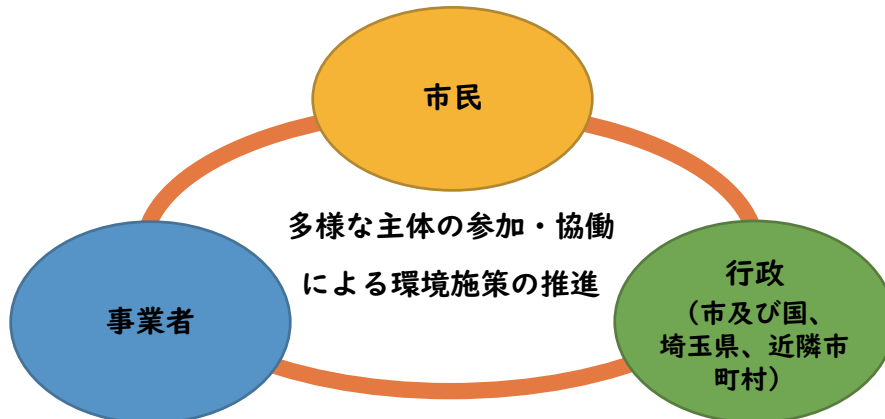 市民
多様な主体の参加・協働
による環境施策の推進
事業者
行政
（市及び国、
埼玉県、近隣市
町村）